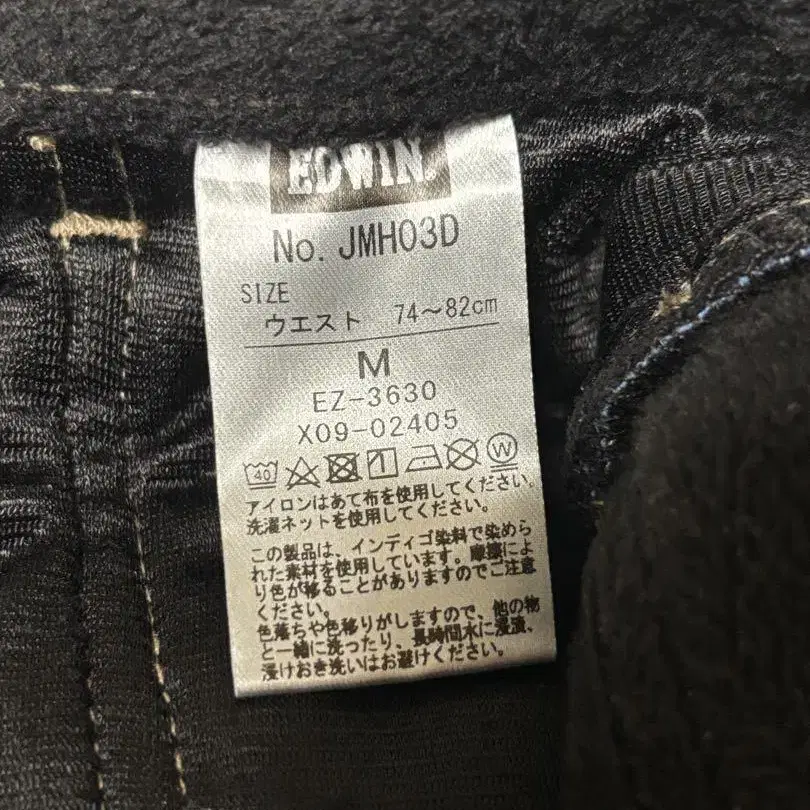 EDWIN.
No. JMH03D
SIZE
ウエスト 74～82cm
M
EZ-3630
X09-02405
40 W
アイロンはあて布を使用してください。
洗濯ネットを使用してください。
この製品は、インディゴ染料で染めら
れた素材を使用しています。摩擦によ
り色が移ることがありますのでご注意
ください。
色落ちや色移りがしますので、他の物
と一緒に洗ったり、長時間水に浸漬、
浸けおき洗いはお避けください。